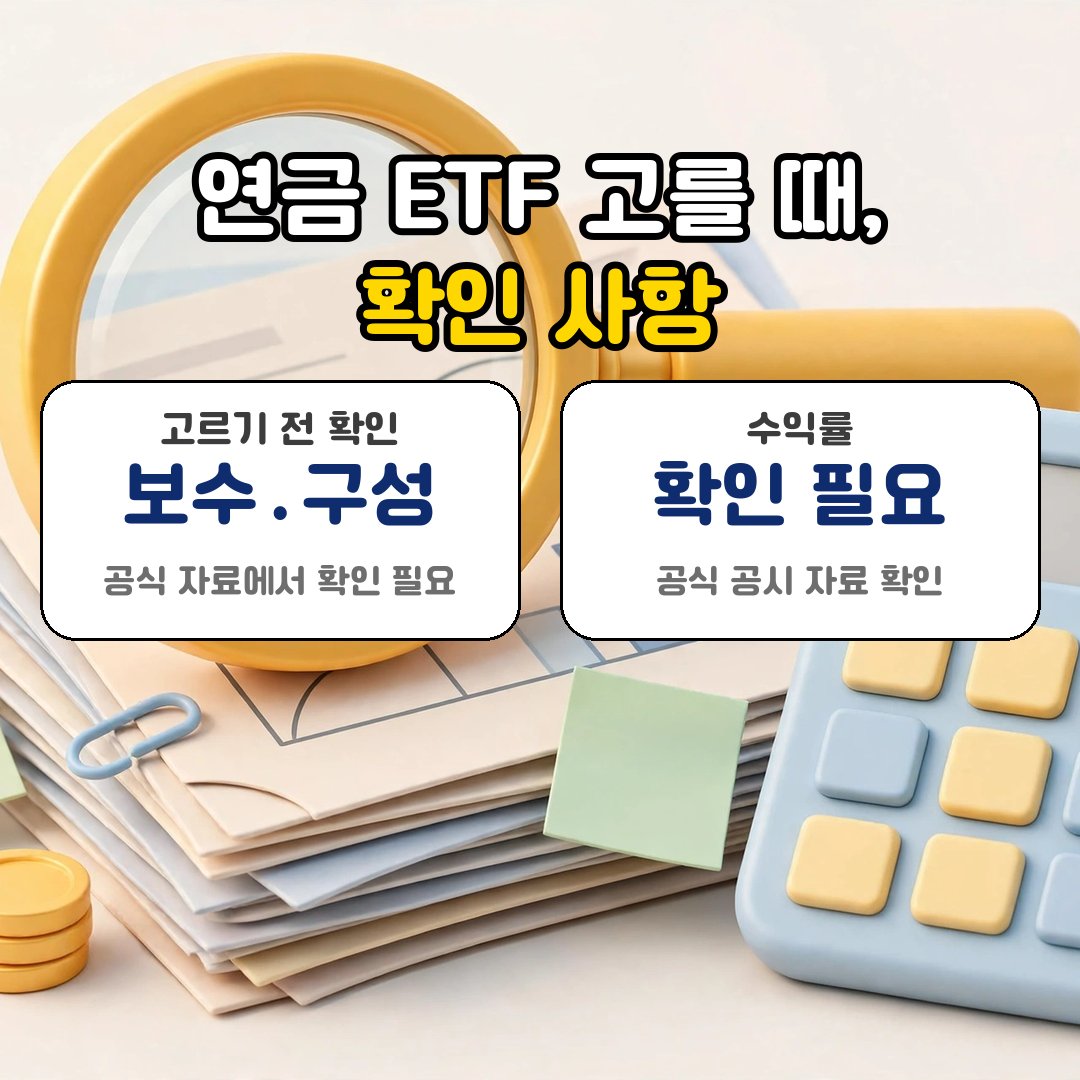 연금 ETF 고를 때,
확인 사항
고르기 전 확인
보수.구성
공식 자료에서 확인 필요
수익률
확인 필요
공식 공시 자료 확인